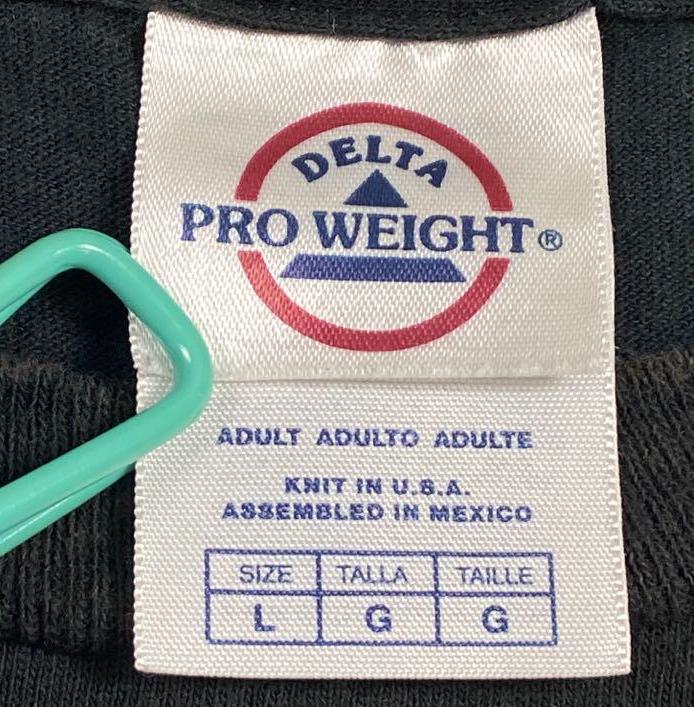 DELTA
PRO WEIGHT®
ADULT ADULTO ADULTE
KNIT IN U.S.A.
ASSEMBLED IN MEXICO
SIZE TALLA TAILLE
L G G